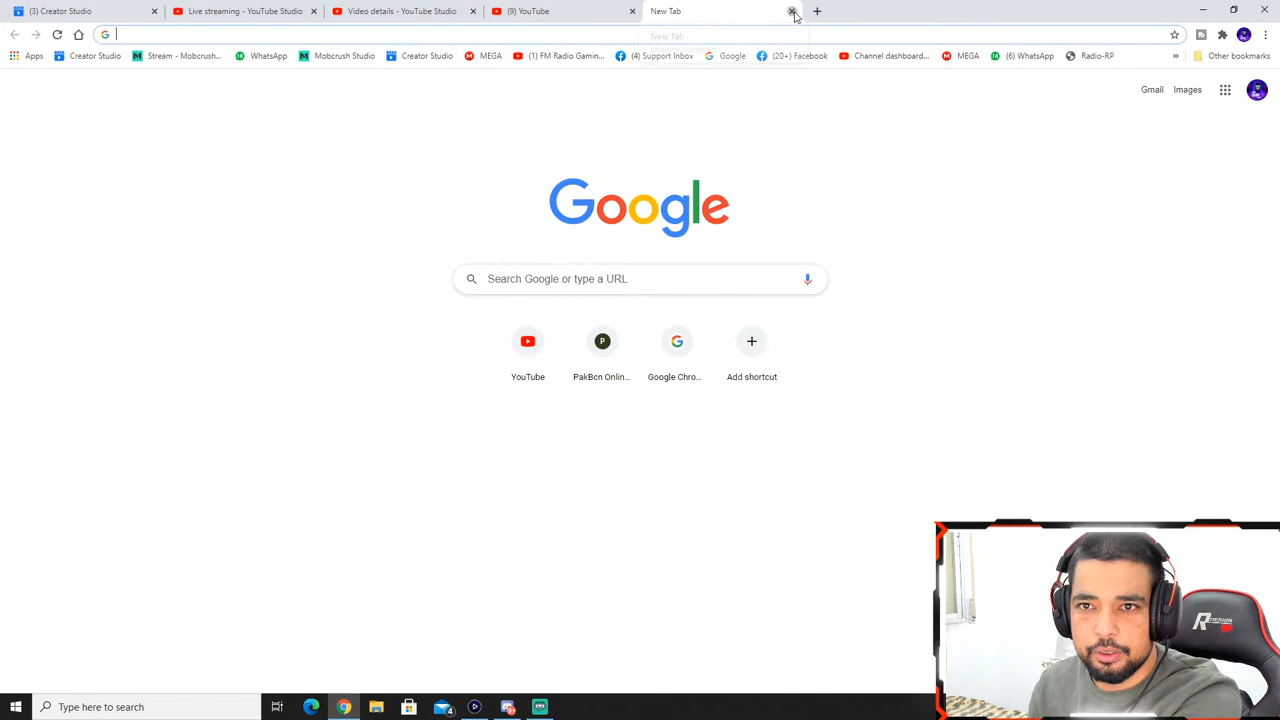 (3) Creator Studio
Live streaming - YouTube Studio
Video details - YouTube Studio
(9) YouTube
New Tab
New Tab
Apps
Creator Studio
Stream - Mobcrush...
WhatsApp
Mobcrush Studio
Creator Studio
MEGA
(1) FM Radio Gamin...
(4) Support Inbox
Google
(20+) Facebook
Channel dashboard...
MEGA
(6) WhatsApp
Radio-RP
»
Other bookmarks
Gmail
Images
Google
Search Google or type a URL
P
YouTube
PakBcn Onlin...
Google Chro...
Add shortcut
Type here to search
4